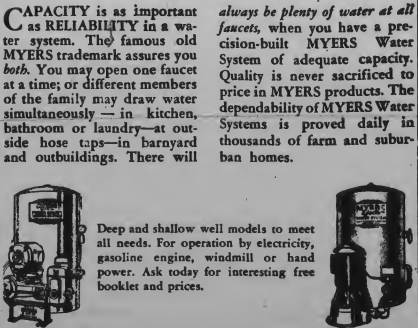 CAPACITY is as important
as RELIABILITY in a wa-
ter system. The famous old
MYERS trademark assures you
both. You may open one faucet
at a time; or different members
of the family may draw water
simultaneously — in kitchen,
bathroom or laundry—at out-
side hose taps—in barnyard
and outbuildings. There will
always be plenty of water at all
faucets, when you have a pre-
cision-built MYERS Water
System of adequate capacity.
Quality is never sacrificed to
price in MYERS products. The
dependability of MYERS Water
Systems is proved daily in
thousands of farm and subur-
ban homes.
MYERS
Deep and shallow well models to meet
all needs. For operation by electricity,
gasoline engine, windmill or hand
power. Ask today for interesting free
booklet and prices.
MYERS